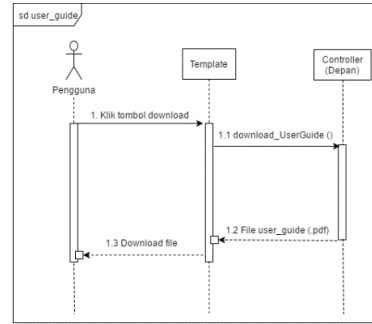 sd user_guide
Pengguna
Template
Controller
(Depan)
1. Klik tombol download
1.1 download_UserGuide ()
1.2 File user_guide (.pdf)
1.3 Download file